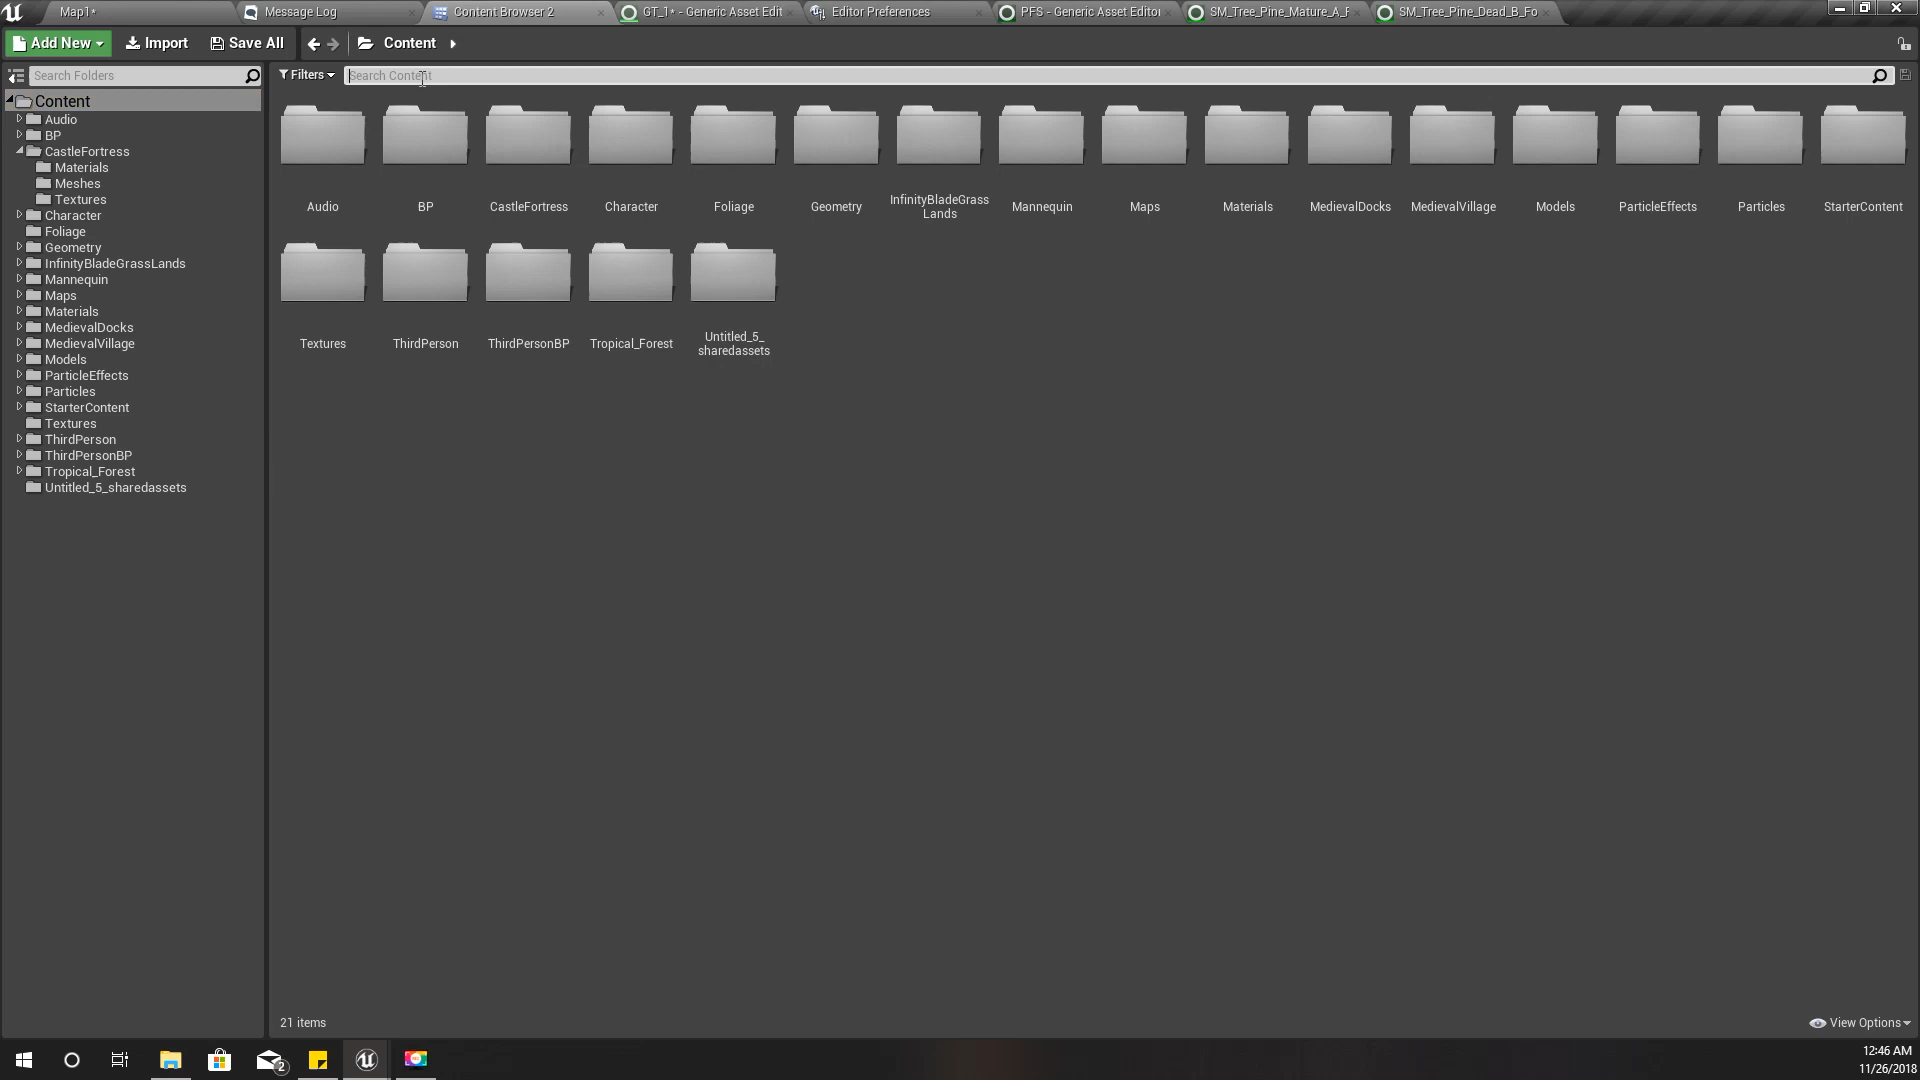 Map1*
Message Log
Content Browser 2
GT_1* - Generic Asset Edit
Editor Preferences
PFS - Generic Asset Editor
SM_Tree_Pine_Mature_A_F
SM_Tree_Pine_Dead_B_Fo
Add New
Import
Save All
Content
Search Folders
Filters
Search Content
Content
Audio
BP
CastleFortress
Materials
Meshes
Textures
Character
Foliage
Geometry
InfinityBladeGrassLands
Mannequin
Maps
Materials
MedievalDocks
MedievalVillage
Models
ParticleEffects
Particles
StarterContent
Textures
ThirdPerson
ThirdPersonBP
Tropical_Forest
Untitled_5_sharedassets
Audio
BP
CastleFortress
Character
Foliage
Geometry
InfinityBladeGrass
Lands
Mannequin
Maps
Materials
MedievalDocks
MedievalVillage
Models
ParticleEffects
Particles
StarterContent
Textures
ThirdPerson
ThirdPersonBP
Tropical_Forest
Untitled_5_
sharedassets
21 items
View Options
2
12:46 AM
11/26/2018